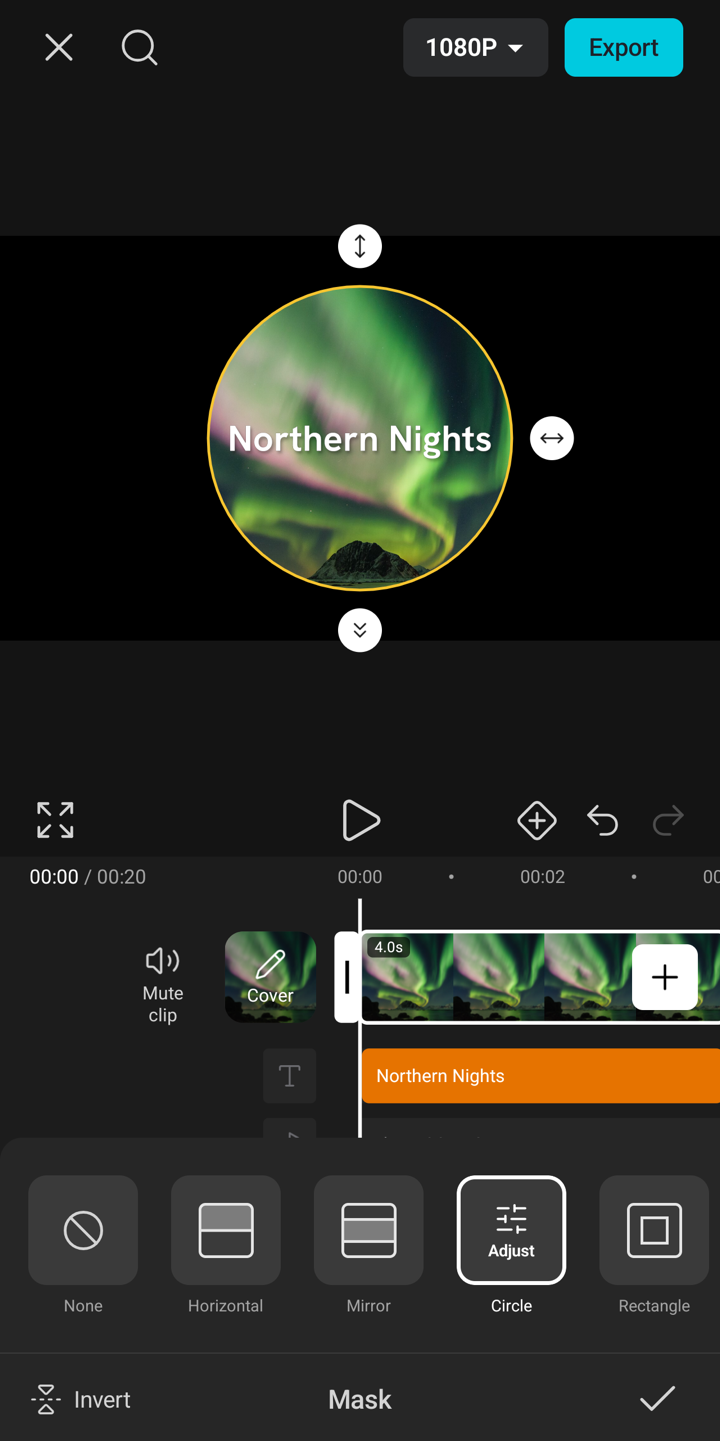 1080P
Export
Northern Nights
00:00 / 00:20
00:00
00:02
Mute
clip
Cover
4.0s
Northern Nights
Adjust
None
Horizontal
Mirror
Circle
Rectangle
Invert
Mask